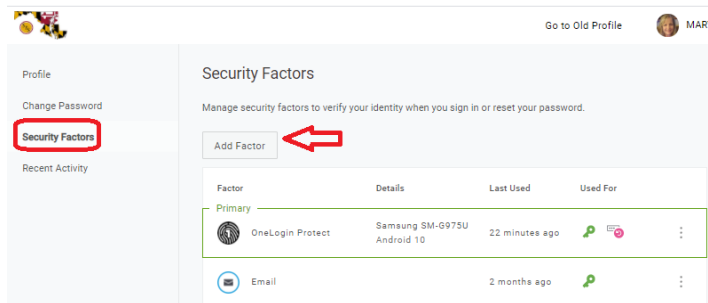 Go to Old Profile
MAR
Profile
Change Password
Security Factors
Recent Activity
Security Factors
Manage security factors to verify your identity when you sign in or reset your password.
Add Factor
Factor Details Last Used Used For
Primary
OneLogin Protect Samsung SM-G975U Android 10 22 minutes ago
Email 2 months ago